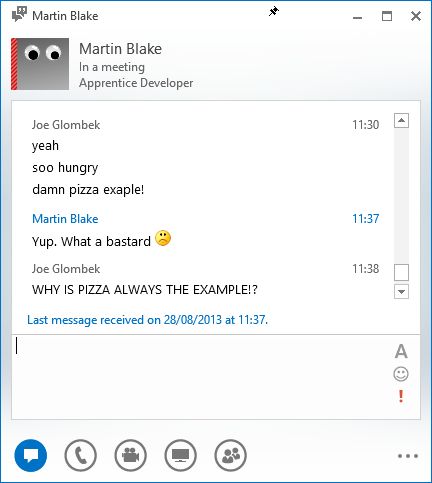 Martin Blake
Martin Blake
In a meeting
Apprentice Developer
Joe Glombek 11:30
yeah
soo hungry
damn pizza exaple!
Martin Blake 11:37
Yup. What a bastard
Joe Glombek 11:38
WHY IS PIZZA ALWAYS THE EXAMPLE!?
Last message received on 28/08/2013 at 11:37.
A
!